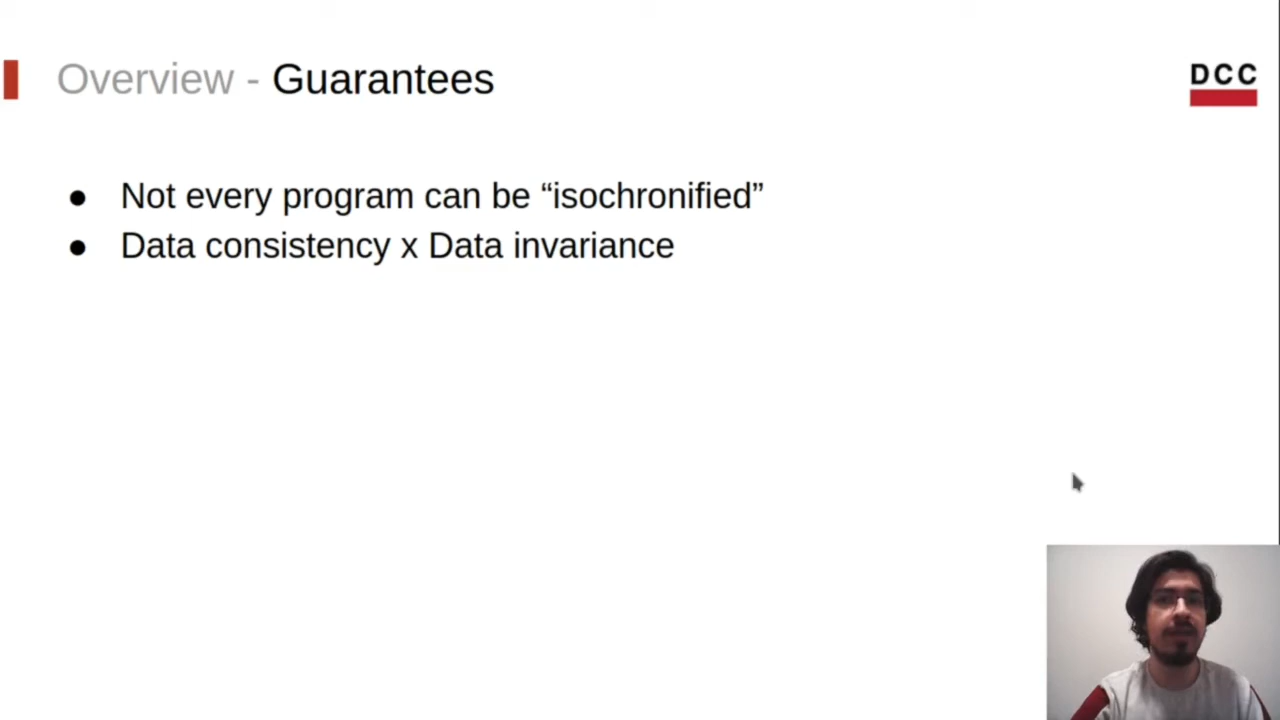 Overview - Guarantees
DCC
● Not every program can be “isochronified”
● Data consistency x Data invariance